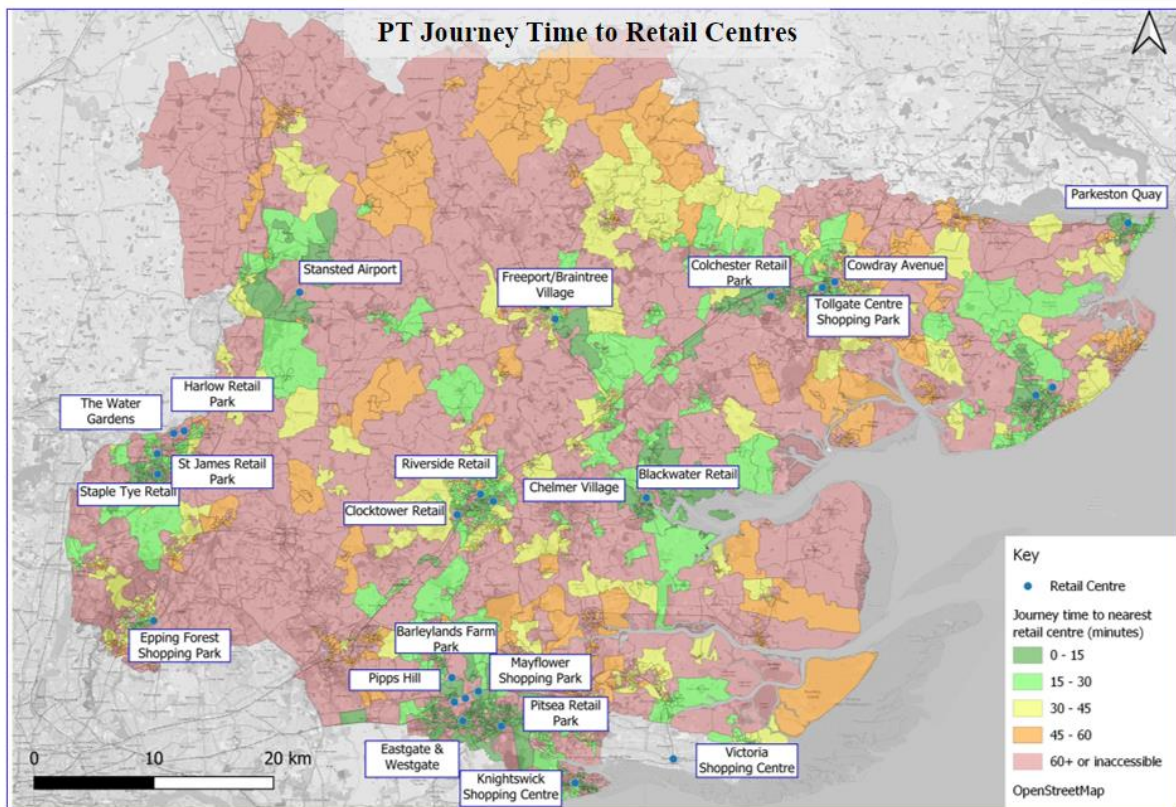 PT Journey Time to Retail Centres
Parkeston Quay
Stansted Airport
Freeport/Braintree
Village
Colchester Retail
Park
Cowdray Avenue
Tollgate Centre
Shopping Park
Harlow Retail
Park
The Water
Gardens
St James Retail
Park
Staple Tye Retail
Riverside Retail
Chelmer Village
Blackwater Retail
Clocktower Retail
Epping Forest
Shopping Park
Barleylands Farm
Park
Mayflower
Shopping Park
Pipps Hill
Pitsea Retail
Park
Eastgate &
Westgate
Knightswick
Shopping Centre
Victoria
Shopping Centre
0 10 20 km
Key
Retail Centre
Journey time to nearest
retail centre (minutes)
0 - 15
15 - 30
30 - 45
45 - 60
60+ or inaccessible
OpenStreetMap